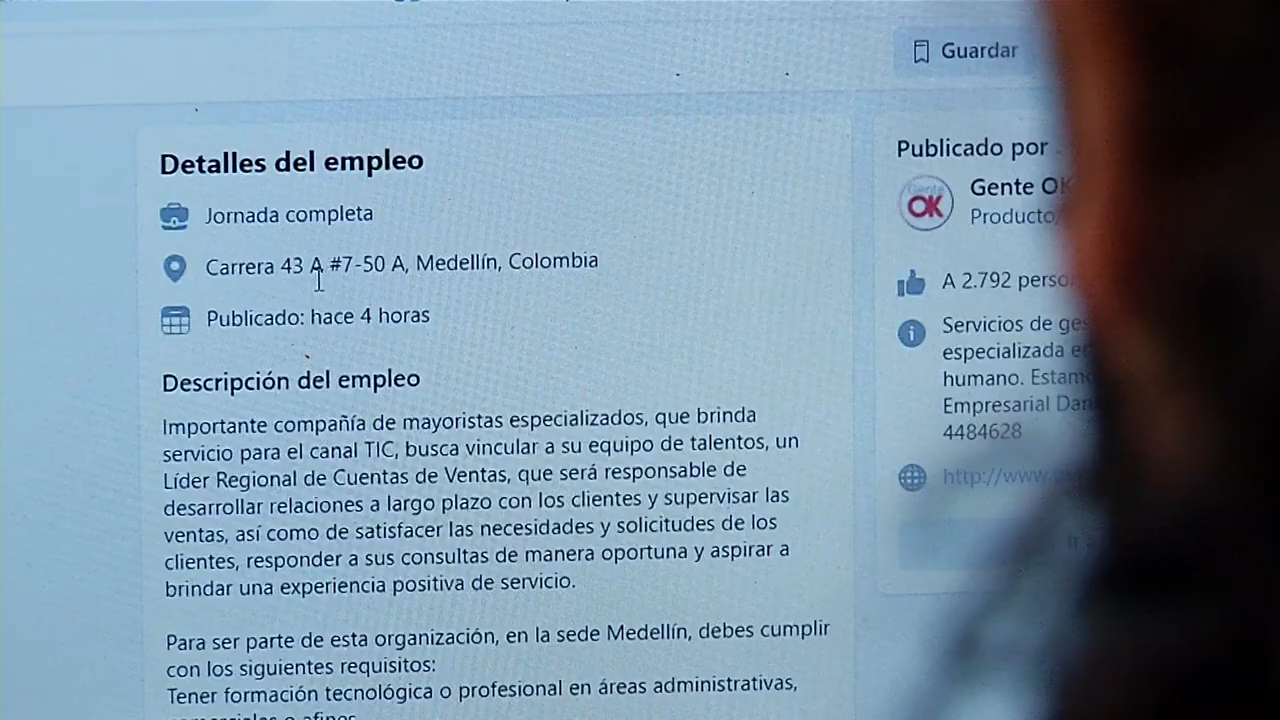 Guardar
Detalles del empleo
Jornada completa
Carrera 43 A #7-50 A, Medellín, Colombia
Publicado: hace 4 horas
Descripción del empleo
Importante compañía de mayoristas especializados, que brinda
servicio para el canal TIC, busca vincular a su equipo de talentos, un
Líder Regional de Cuentas de Ventas, que será responsable de
desarrollar relaciones a largo plazo con los clientes y supervisar las
ventas, así como de satisfacer las necesidades y solicitudes de los
clientes, responder a sus consultas de manera oportuna y aspirar a
brindar una experiencia positiva de servicio.
Para ser parte de esta organización, en la sede Medellín, debes cumplir
con los siguientes requisitos:
Tener formación tecnológica o profesional en áreas administrativas,
Publicado por
Gente OK
Gente OK
Producto/
A 2.792
Servicios de
especializada
humano.
Empresarial
4484628
http://www.